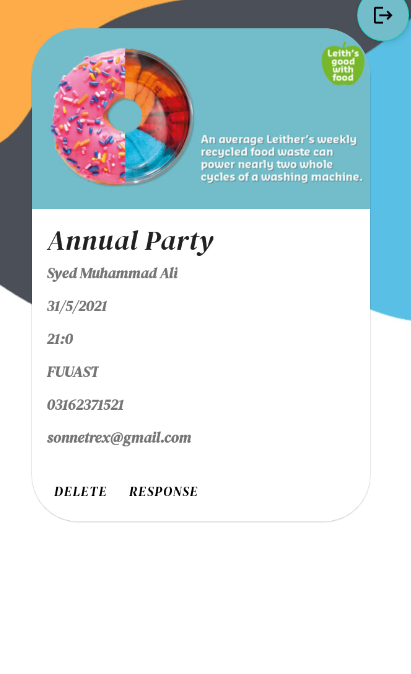 Leith's
good
with
food
An average Leither's weekly
recycled food waste can
power nearly two whole
cycles of a washing machine.
Annual Party
Syed Muhammad Ali
31/5/2021
21:0
FUUAST
03162371521
sonnetrex@gmail.com
DELETE RESPONSE